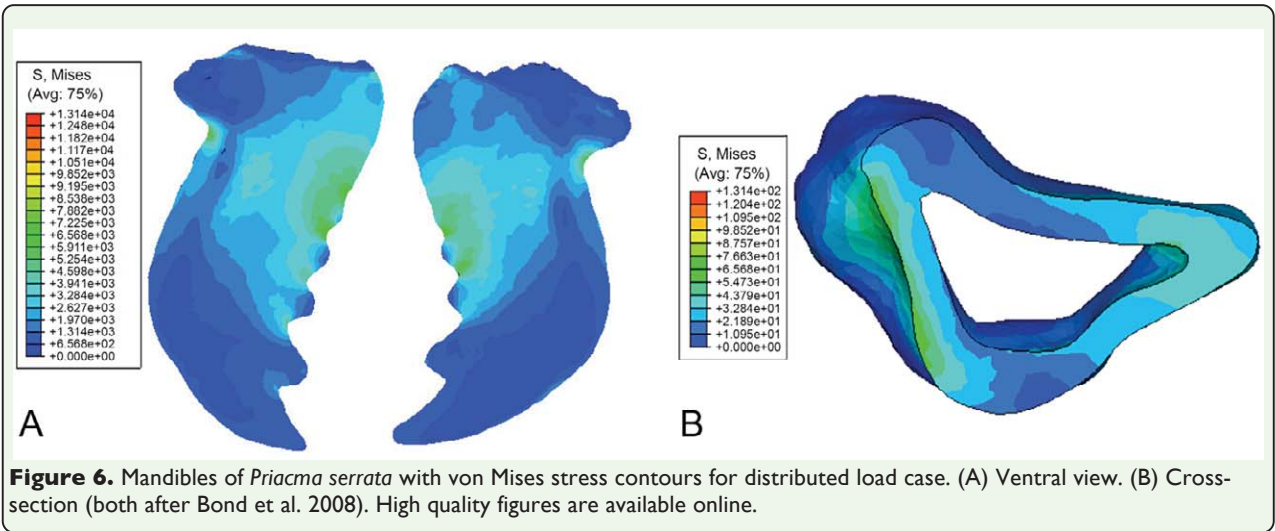 S, Mises
(Avg: 75%)
+1.314e+04
+1.248e+04
+1.182e+04
+1.117e+04
+1.051e+04
+9.852e+03
+9.195e+03
+8.538e+03
+7.882e+03
+7.225e+03
+6.568e+03
+5.911e+03
+5.254e+03
+4.598e+03
+3.941e+03
+3.284e+03
+2.627e+03
+1.970e+03
+1.314e+03
+6.568e+02
+0.000e+00
A
S, Mises
(Avg: 75%)
+1.314e+02
+1.204e+02
+1.095e+02
+9.852e+01
+8.757e+01
+7.663e+01
+6.568e+01
+5.473e+01
+4.379e+01
+3.284e+01
+2.189e+01
+1.095e+01
+0.000e+00
B
Figure 6. Mandibles of Priacma serrata with von Mises stress contours for distributed load case. (A) Ventral view. (B) Cross-
section (both after Bond et al. 2008). High quality figures are available online.